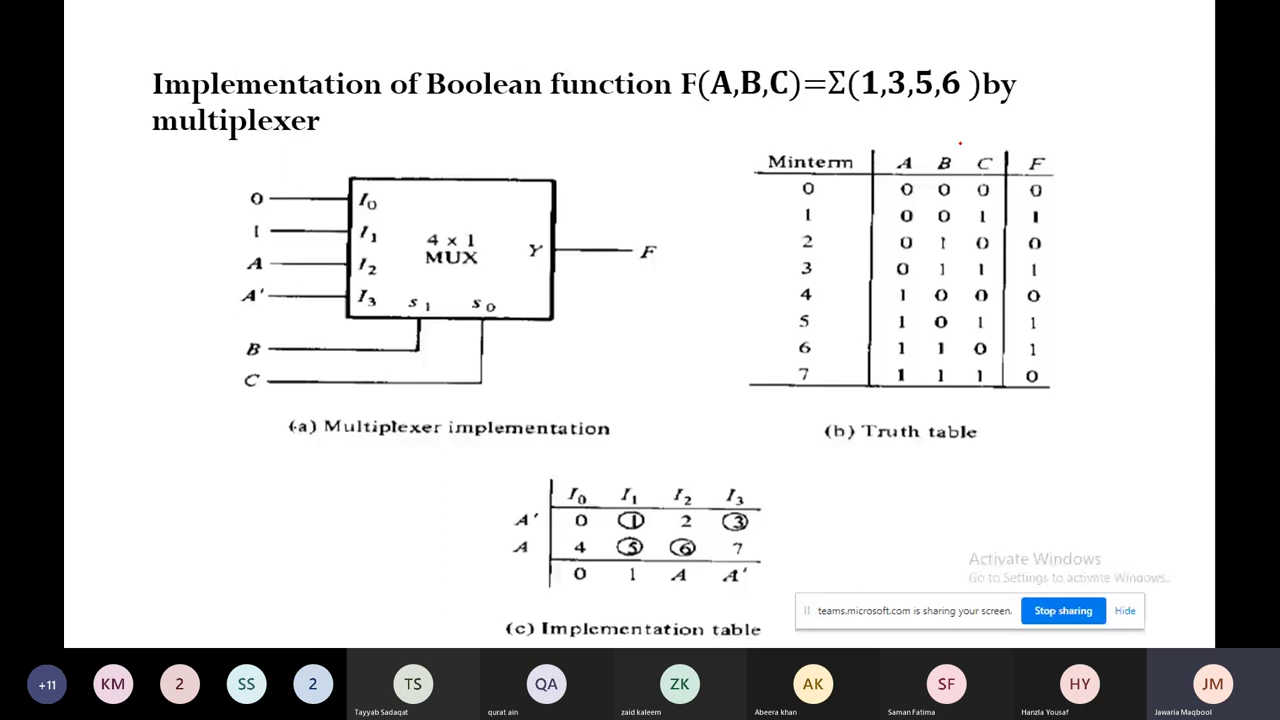 Implementation of Boolean function F(A,B,C)=Σ(1,3,5,6 )by
multiplexer
0 I0
1 I1
A I2
A' I3
4 x 1
MUX
Y F
s1 s0
B
C
(a) Multiplexer implementation
Minterm A B C F
0 0 0 0 0
1 0 0 1 1
2 0 1 0 0
3 0 1 1 1
4 1 0 0 0
5 1 0 1 1
6 1 1 0 1
7 1 1 1 0
(b) Truth table
I0 I1 I2 I3
A' 0 1 2 3
A 4 5 6 7
0 1 A A'
(c) Implementation table
Activate Windows
Go to Settings to activate Windows.
teams.microsoft.com is sharing your screen. Stop sharing Hide
+11 KM 2 SS 2 TS QA ZK AK SF HY JM
Tayyab Sadaqat qurat ain zaid kaleem Abeera khan Saman Fatima Hanzla Yousaf Jawaria Maqbool